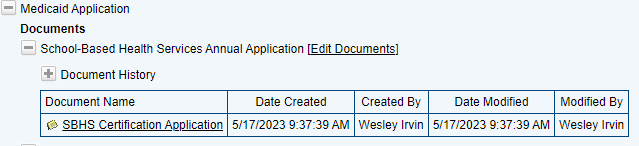 Medicaid Application
Documents
School-Based Health Services Annual Application [Edit Documents]
Document History
Document Name Date Created Created By Date Modified Modified By
SBHS Certification Application 5/17/2023 9:37:39 AM Wesley Irvin 5/17/2023 9:37:39 AM Wesley Irvin